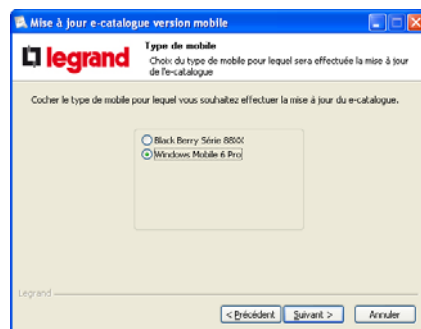 Mise à jour e-catalogue version mobile
legrand
Type de mobile
Choix du type de mobile pour lequel sera effectuée la mise à jour
de l'e-catalogue
Cocher le type de mobile pour lequel vous souhaitez effectuer la mise à jour du e-catalogue.
Black Berry Série 88XX
Windows Mobile 6 Pro
Legrand
< Précédent
Suivant >
Annuler